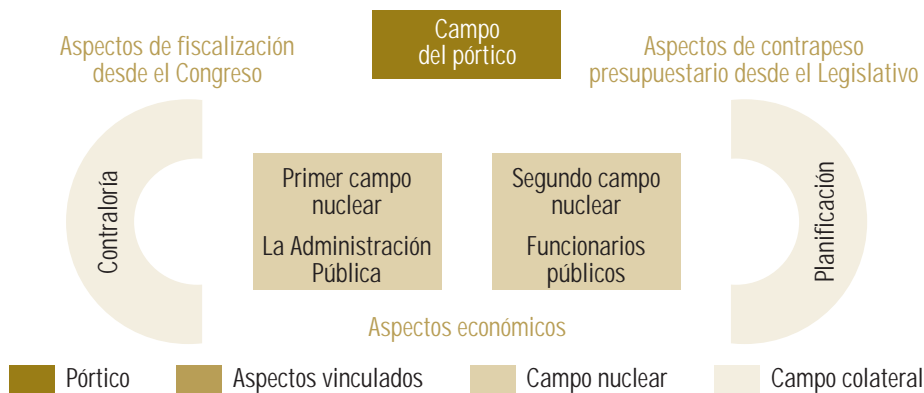 Campo
del pórtico
Aspectos de fiscalización
desde el Congreso
Aspectos de contrapeso
presupuestario desde el Legislativo
Contraloría
Primer campo
nuclear
La Administración
Pública
Segundo campo
nuclear
Funcionarios
públicos
Planificación
Aspectos económicos
Pórtico
Aspectos vinculados
Campo nuclear
Campo colateral